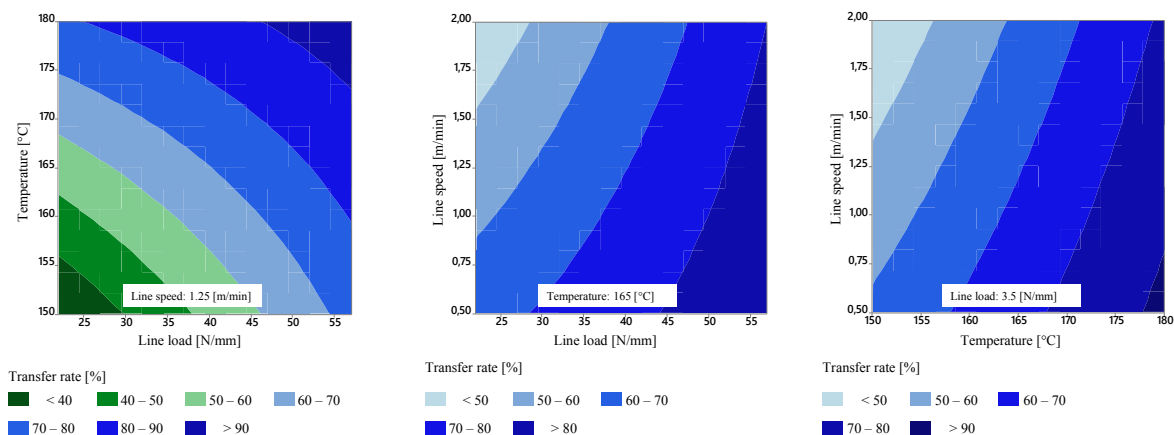 180
175
170
165
160
155
150
Temperature [°C]
Line speed: 1.25 [m/min]
25 30 35 40 45 50 55
Line load [N/mm]
Transfer rate [%]
< 40 40 – 50 50 – 60 60 – 70
70 – 80 80 – 90 > 90
2,00
1,75
1,50
1,25
1,00
0,75
0,50
Line speed [m/min]
Temperature: 165 [°C]
25 30 35 40 45 50 55
Line load [N/mm]
Transfer rate [%]
< 50 50 – 60 60 – 70
70 – 80 > 80
2,00
1,75
1,50
1,25
1,00
0,75
0,50
Line speed [m/min]
Line load: 3.5 [N/mm]
150 155 160 165 170 175 180
Temperature [°C]
Transfer rate [%]
< 50 50 – 60 60 – 70
70 – 80 > 90